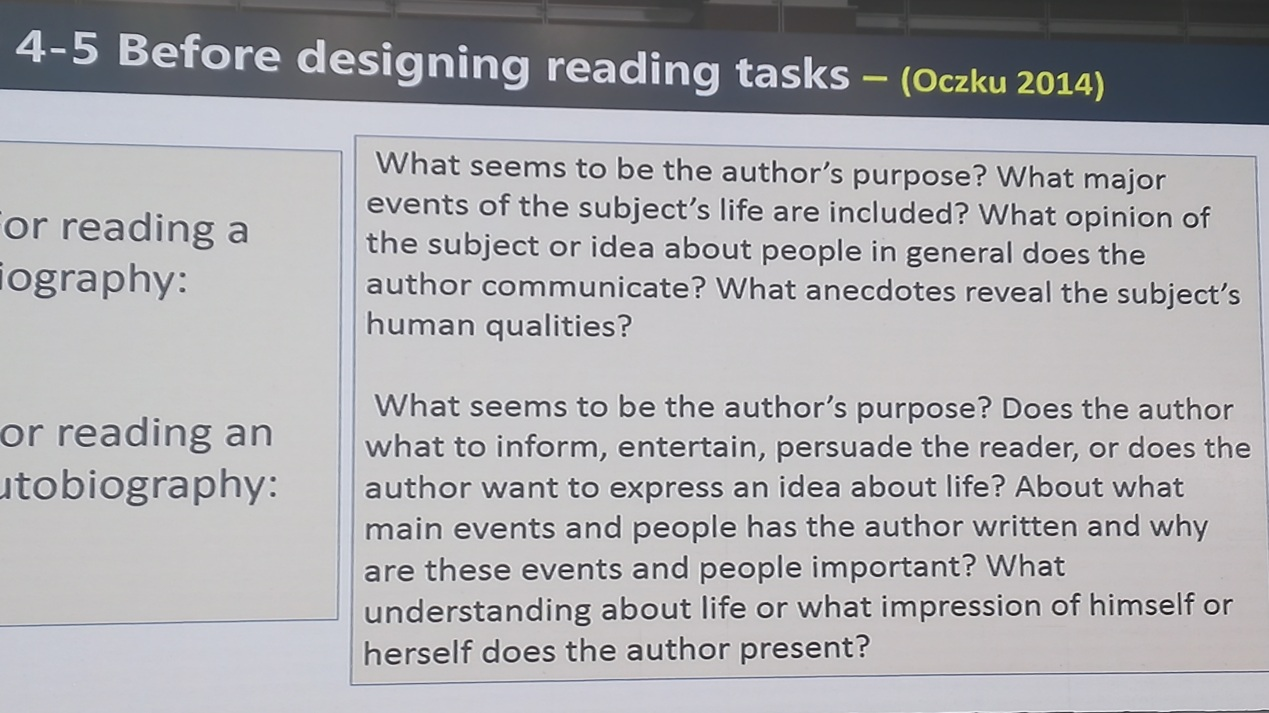 4-5 Before designing reading tasks – (Oczku 2014)
or reading a
iography:
What seems to be the author's purpose? What major
events of the subject's life are included? What opinion of
the subject or idea about people in general does the
author communicate? What anecdotes reveal the subject's
human qualities?
or reading an
utobiography:
What seems to be the author's purpose? Does the author
what to inform, entertain, persuade the reader, or does the
author want to express an idea about life? About what
main events and people has the author written and why
are these events and people important? What
understanding about life or what impression of himself or
herself does the author present?